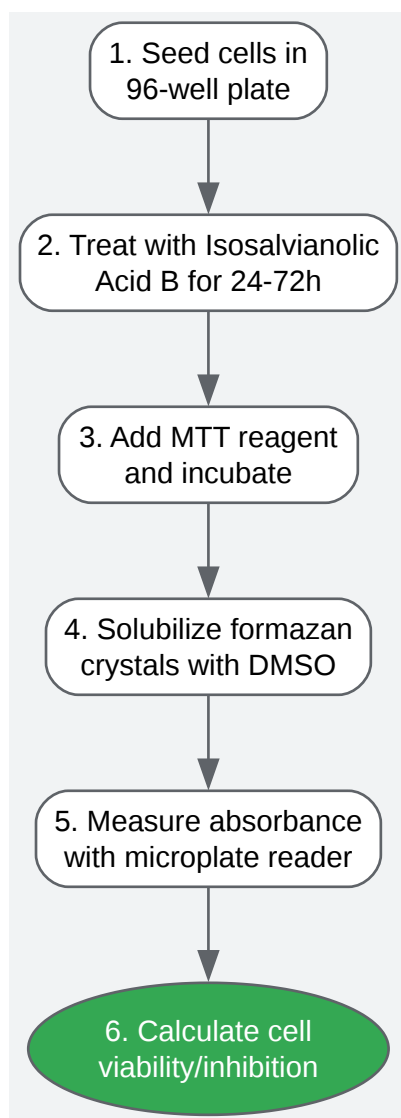 1. Seed cells in
96-well plate
2. Treat with Isosalvianolic
Acid B for 24-72h
3. Add MTT reagent
and incubate
4. Solubilize formazan
crystals with DMSO
5. Measure absorbance
with microplate reader
6. Calculate cell
viability/inhibition